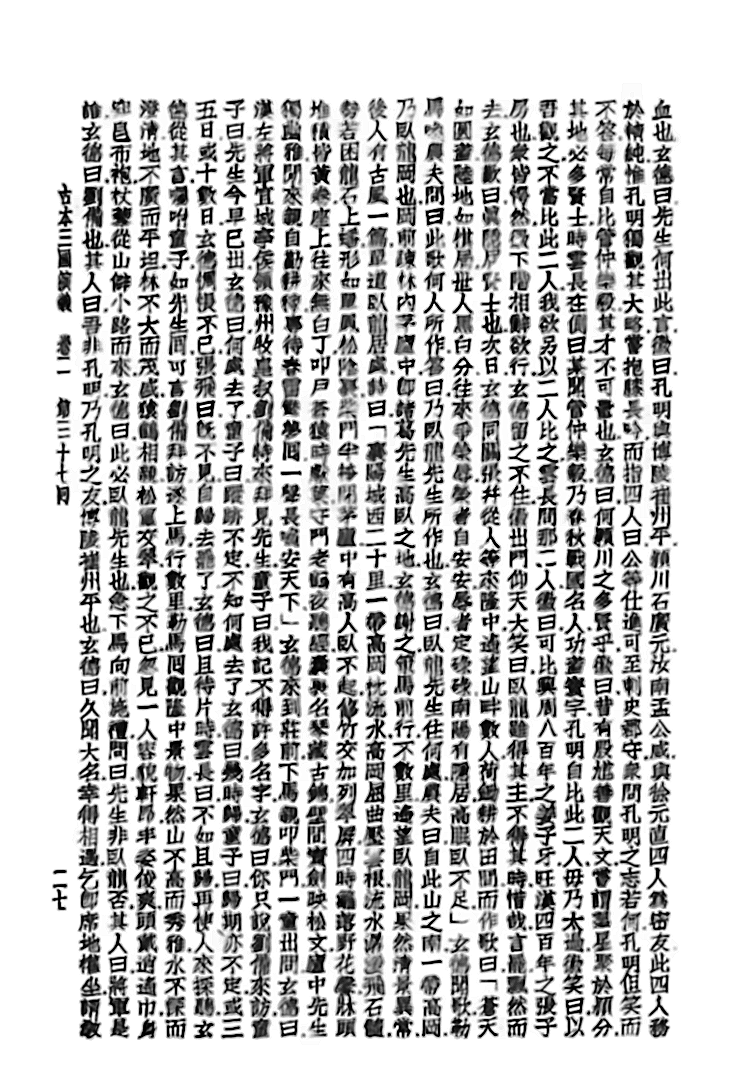 血也玄德曰先生何出此言徽曰孔明與博陵崔州平潁川石廣元汝南孟公威與徐元直四人爲密友此四人務
於精純惟孔明獨觀其大略嘗抱膝長吟而指四人曰公等仕進可至刺史郡守衆問孔明之志若何孔明但笑而
不答每常自比管仲樂毅其才不可量也玄德曰何潁川之多賢乎徽曰昔有殷馗善觀天文嘗謂羣星聚於潁分
其地必多賢士時雲長在側曰某聞管仲樂毅乃春秋戰國名人功蓋寰宇孔明自比此二人毋乃太過徽笑曰以
吾觀之不當比此二人我欲另以二人比之雲長問那二人徽曰可比興周八百年之姜子牙旺漢四百年之張子
房也衆皆愕然徽下階相辭欲行玄德留之不住徽出門仰天大笑曰臥龍雖得其主不得其時惜哉言罷飄然而
去玄德歎曰眞隱居賢士也次日玄德同關張幷從人等來隆中遙望山畔數人荷鋤耕於田間而作歌曰「蒼天
如圓蓋陸地如棋局世人黑白分往來爭榮辱榮者自安安辱者定碌碌南陽有隱居高眠臥不足」玄德聞歌勒
馬喚農夫問曰此歌何人所作答曰乃臥龍先生所作也玄德曰臥龍先生住何處農夫曰自此山之南一帶高岡
乃臥龍岡也岡前疎林內茅廬中卽諸葛先生高臥之地玄德謝之策馬前行不數里遙望臥龍岡果然清景異常
後人有古風一篇單道臥龍居處詩曰「襄陽城西二十里一帶高岡枕流水高岡屈曲壓雲根流水潺湲飛石髓
勢若困龍石上蟠形如單鳳松陰裏柴門半掩閉茅廬中有高人臥不起修竹交加列翠屏四時籬落野花馨牀頭
堆積皆黃卷座上往來無白丁叩戶蒼猿時獻菓守門老鶴夜聽經囊裏名琴藏古錦壁間寶劍映松文廬中先生
獨幽雅閒來親自勤耕稼專待春雷驚夢回一聲長嘯安天下」玄德來到莊前下馬親叩柴門一童出問玄德曰
漢左將軍宜城亭侯領豫州牧皇叔劉備特來拜見先生童子曰我記不得許多名字玄德曰你只說劉備來訪童
子曰先生今早已出玄德曰何處去了童子曰蹤跡不定不知何處去了玄德曰幾時歸童子曰歸期亦不定或三
五日或十數日玄德惆悵不已張飛曰旣不見自歸去罷了玄德曰且待片時雲長曰不如且歸再使人來探聽玄
德從其言囑咐童子如先生回可言劉備拜訪遂上馬行數里勒馬回觀隆中景物果然山不高而秀雅水不深而
澄清地不廣而平坦林不大而茂盛猿鶴相親松篁交翠觀之不已忽見一人容貌軒昂丰姿俊爽頭戴逍遙巾身
穿皂布袍杖藜從山僻小路而來玄德曰此必臥龍先生也急下馬向前施禮問曰先生非臥龍否其人曰將軍是
誰玄德曰劉備也其人曰吾非孔明乃孔明之友博陵崔州平也玄德曰久聞大名幸得相遇乞卽席地權坐請敎
古本三國演義　卷二　第三十七回　二七